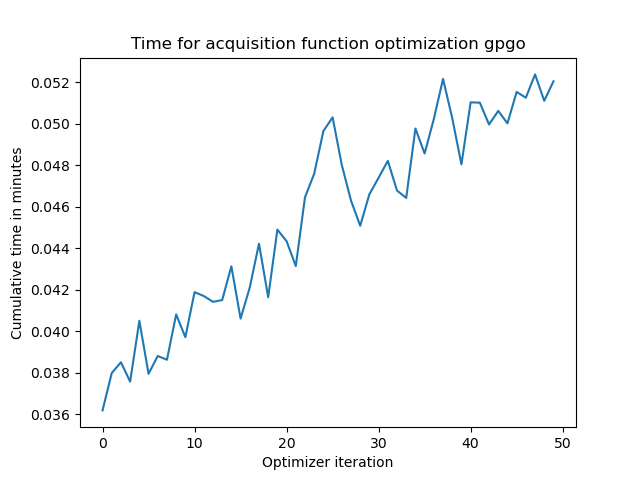 Time for acquisition function optimization gpgo
Cumulative time in minutes
0.052
0.050
0.048
0.046
0.044
0.042
0.040
0.038
0.036
0 10 20 30 40 50
Optimizer iteration